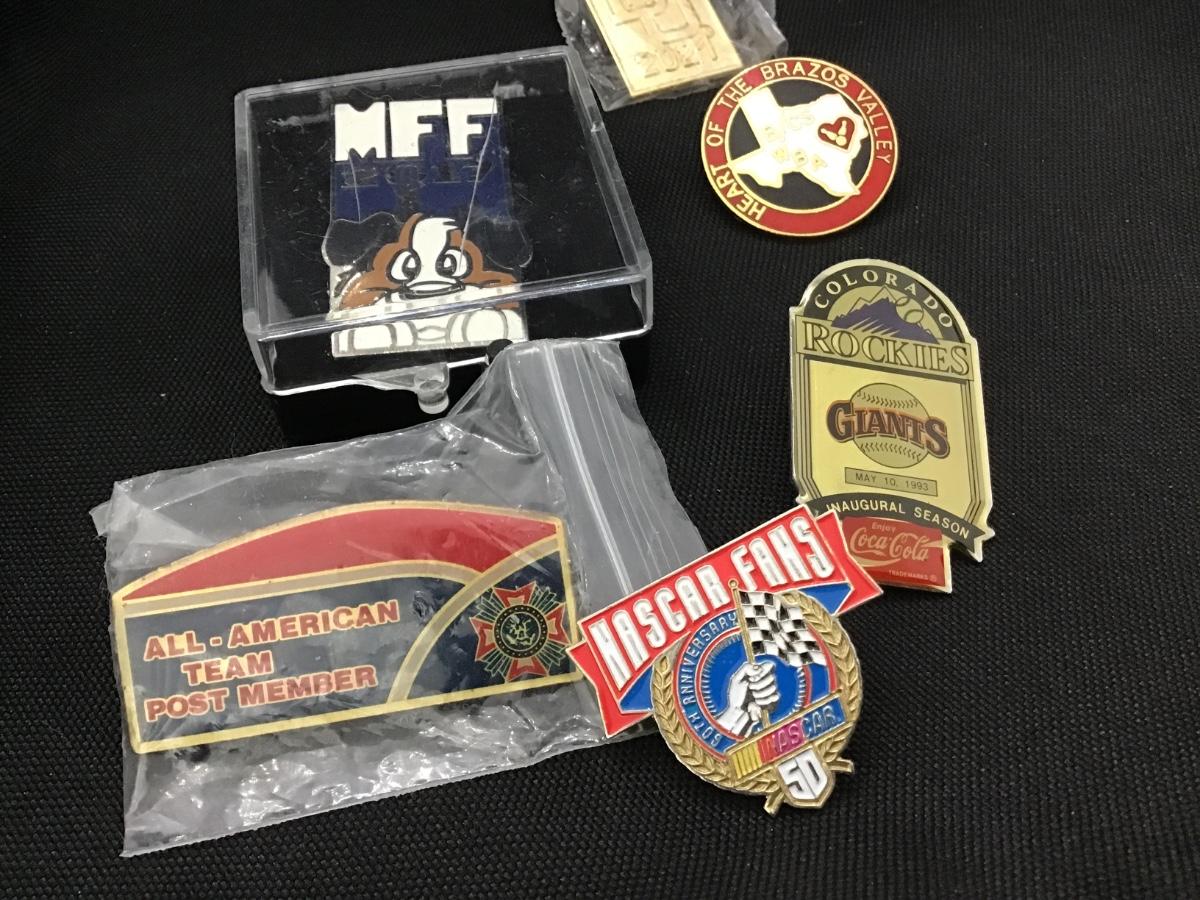 2021
HEART OF THE BRAZOS VALLEY
MFF
COLORADO
ROCKIES
GIANTS
MAY 10, 1993
INAUGURAL SEASON
Enjoy
Coca-Cola
TRADEMARKS ®
ALL - AMERICAN
TEAM
POST MEMBER
NASCAR FANS
50TH ANNIVERSARY
NASCAR
50